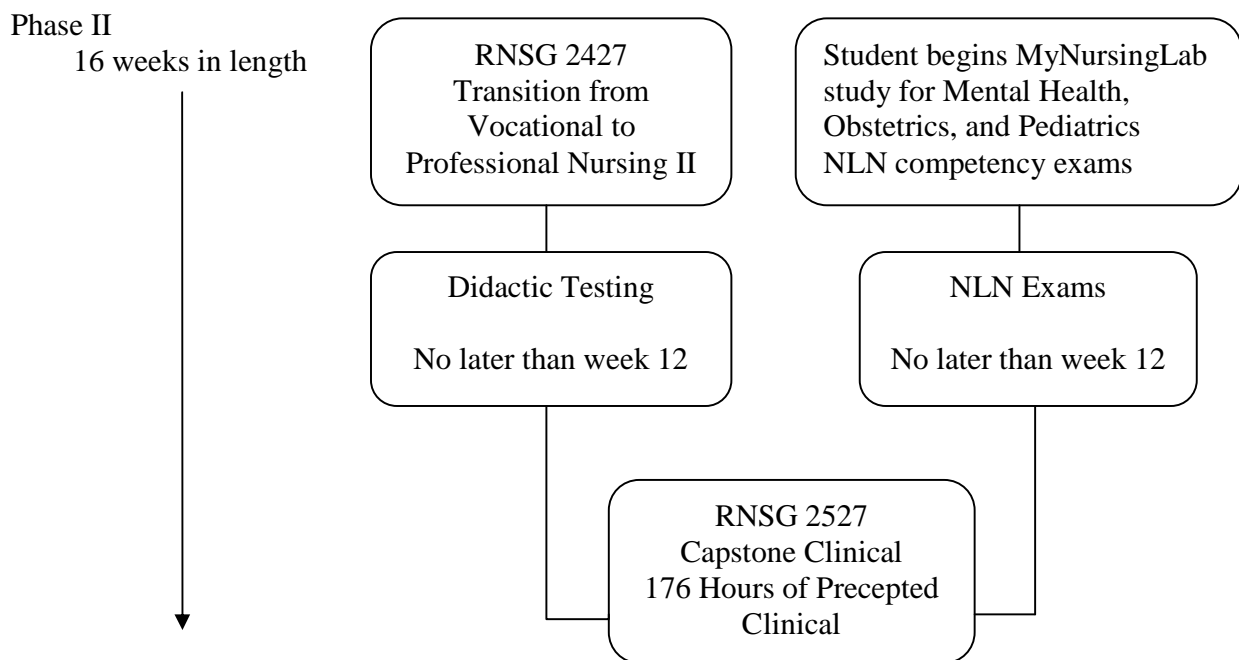 Phase II
16 weeks in length
RNSG 2427
Transition from
Vocational to
Professional Nursing II
Student begins MyNursingLab
study for Mental Health,
Obstetrics, and Pediatrics
NLN competency exams
Didactic Testing
No later than week 12
NLN Exams
No later than week 12
RNSG 2527
Capstone Clinical
176 Hours of Precepted
Clinical